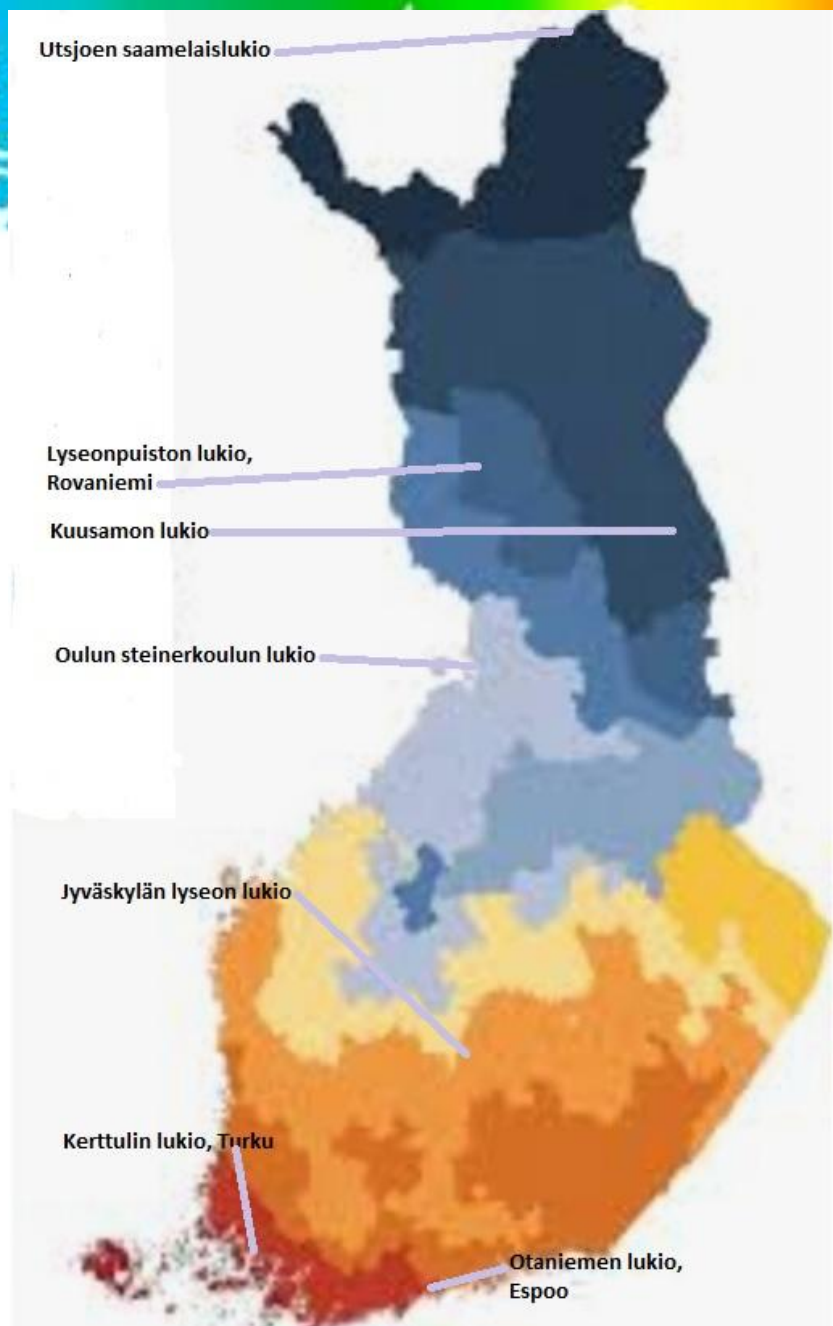 Utsjoen saamelaislukio
Lyseonpuiston lukio,
Rovaniemi
Kuusamon lukio
Oulun steinerkoulun lukio
Jyväskylän lyseon lukio
Kerttulin lukio, Turku
Otaniemen lukio,
Espoo